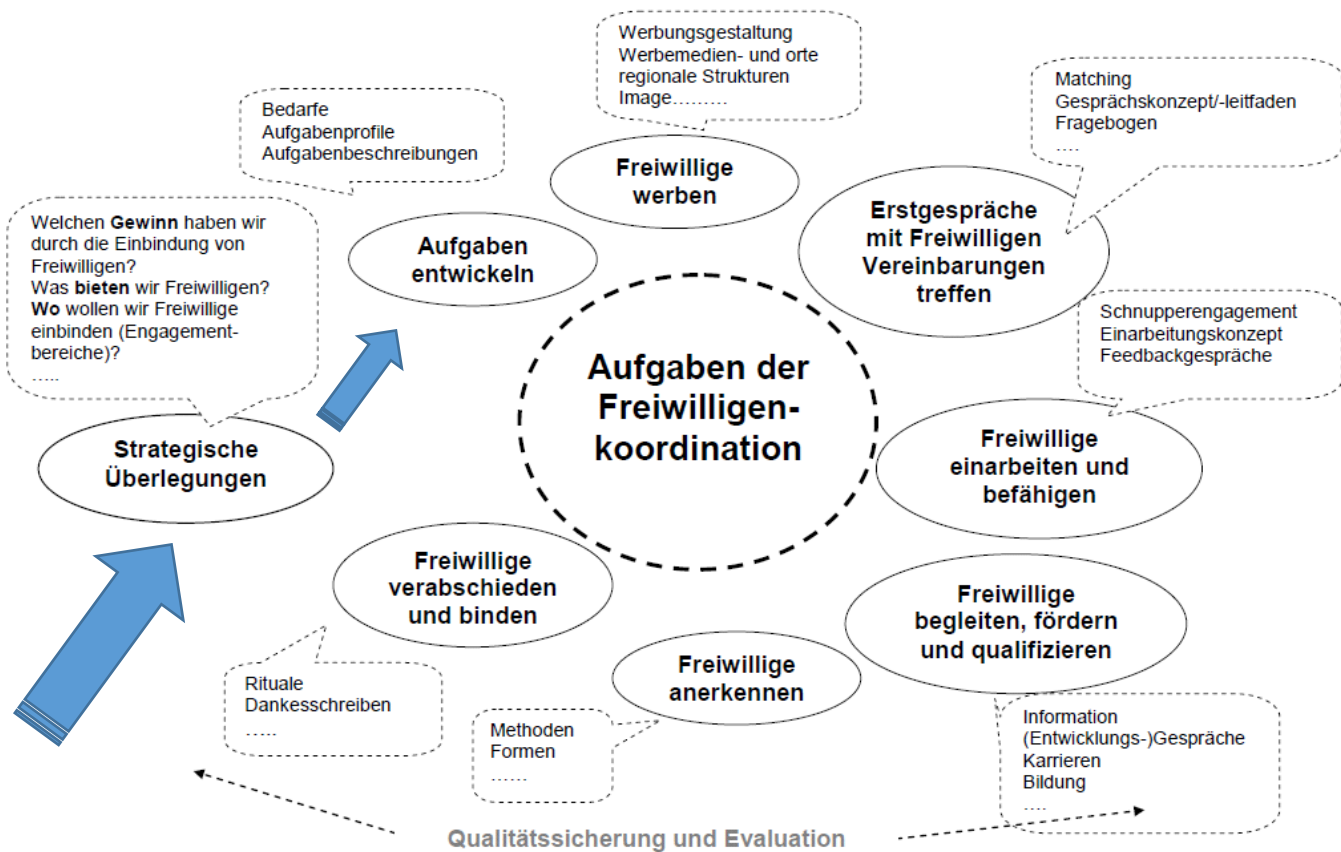 Werbungsgestaltung
Werbemedien- und orte
regionale Strukturen
Image.........
Matching
Gesprächskonzept/-leitfaden
Fragebogen
....
Bedarfe
Aufgabenprofile
Aufgabenbeschreibungen
Freiwillige
werben
Erstgespräche
mit Freiwilligen
Vereinbarungen
treffen
Welchen Gewinn haben wir
durch die Einbindung von
Freiwilligen?
Was bieten wir Freiwilligen?
Wo wollen wir Freiwillige
einbinden (Engagement-
bereiche)?
.....
Aufgaben
entwickeln
Schnupperengagement
Einarbeitungskonzept
Feedbackgespräche
Aufgaben der
Freiwilligen-
koordination
Strategische
Überlegungen
Freiwillige
einarbeiten und
befähigen
Freiwillige
verabschieden
und binden
Freiwillige
begleiten, fördern
und qualifizieren
Freiwillige
anerkennen
Rituale
Dankesschreiben
.....
Methoden
Formen
......
Information
(Entwicklungs-)Gespräche
Karrieren
Bildung
....
Qualitätssicherung und Evaluation